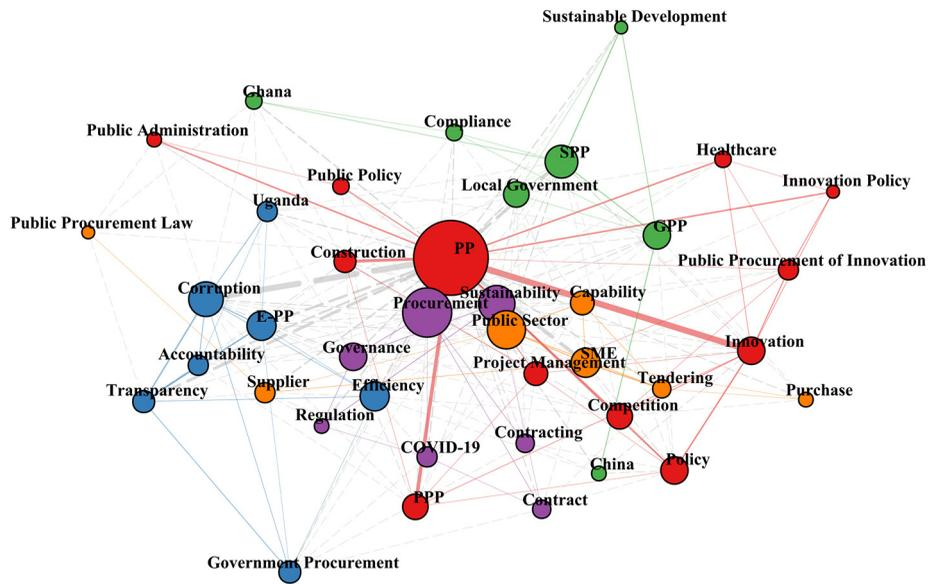 Sustainable Development
Ghana
Compliance
Public Administration
Healthcare
SPP
Public Policy
Innovation Policy
Local Government
Uganda
Public Procurement Law
GPP
PP
Construction
Public Procurement of Innovation
Corruption
Sustainability
Capability
Procurement
E-PP
Public Sector
Innovation
Governance
Accountability
SME
Project Management
Tendering
Supplier
Transparency
Efficiency
Purchase
Competition
Regulation
Contracting
COVID-19
Policy
China
PPP
Contract
Government Procurement